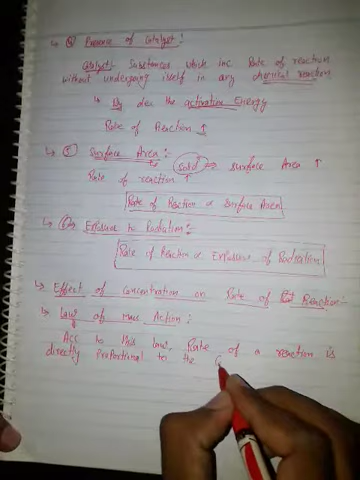 ↳ ④ Presence of Catalyst :
Catalyst: Substances which inc Rate of reaction
without undergoing itself in any chemical reaction
↳ By dec the activation Energy
Rate of Reaction ↑
↳ ⑤ Surface Area :
Solid ⇒ surface Area ↑
Rate of reaction ↑
Rate of Reaction ∝ Surface Area
↳ Exposure to Radiation :
Rate of Reaction ∝ Exposure of Radiation
↳ Effect of Concentration on Rate of Reaction :
↳ Law of Mass Action :
Acc to this law, Rate of a reaction is
directly proportional to the